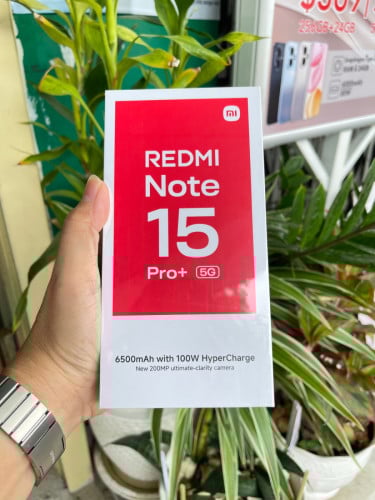 mi
REDMI
Note
15
Pro+ 5G
6500mAh with 100W HyperCharge
New 200MP ultimate-clarity camera